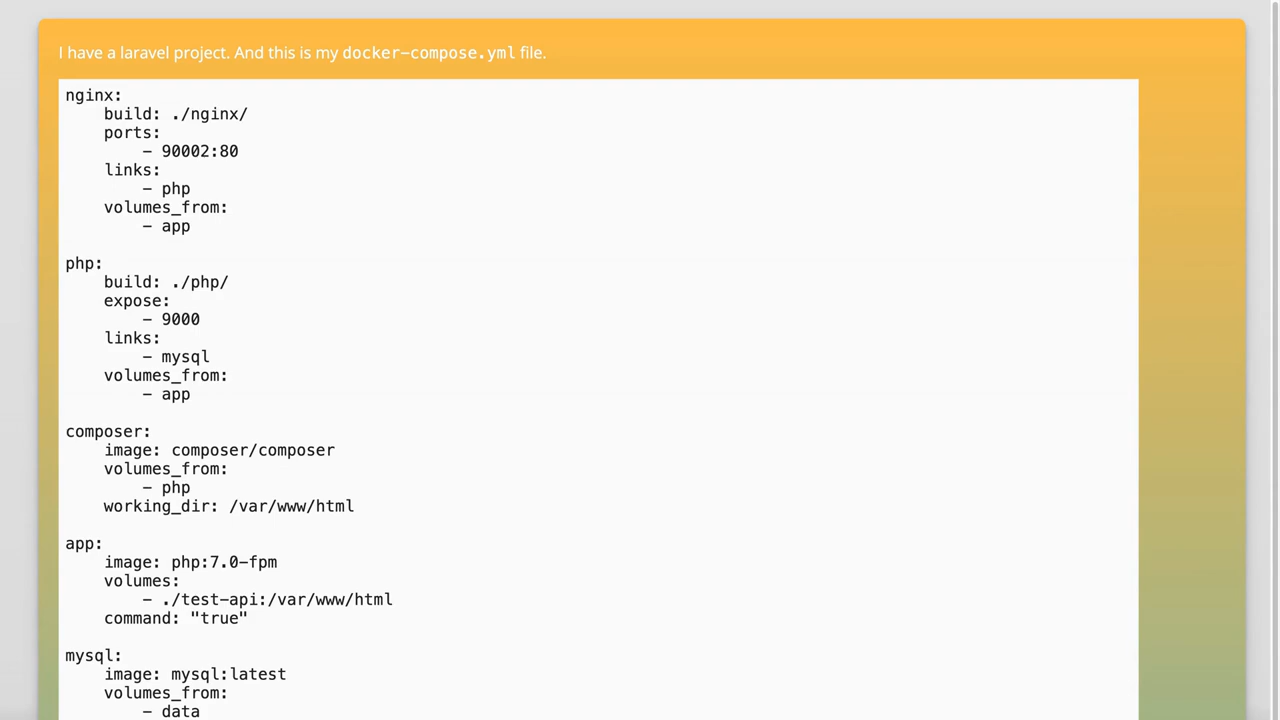 I have a laravel project. And this is my docker-compose.yml file.
nginx:
    build: ./nginx/
    ports:
        - 90002:80
    links:
        - php
    volumes_from:
        - app
php:
    build: ./php/
    expose:
        - 9000
    links:
        - mysql
    volumes_from:
        - app
composer:
    image: composer/composer
    volumes_from:
        - php
    working_dir: /var/www/html
app:
    image: php:7.0-fpm
    volumes:
        - ./test-api:/var/www/html
    command: "true"
mysql:
    image: mysql:latest
    volumes_from:
        - data